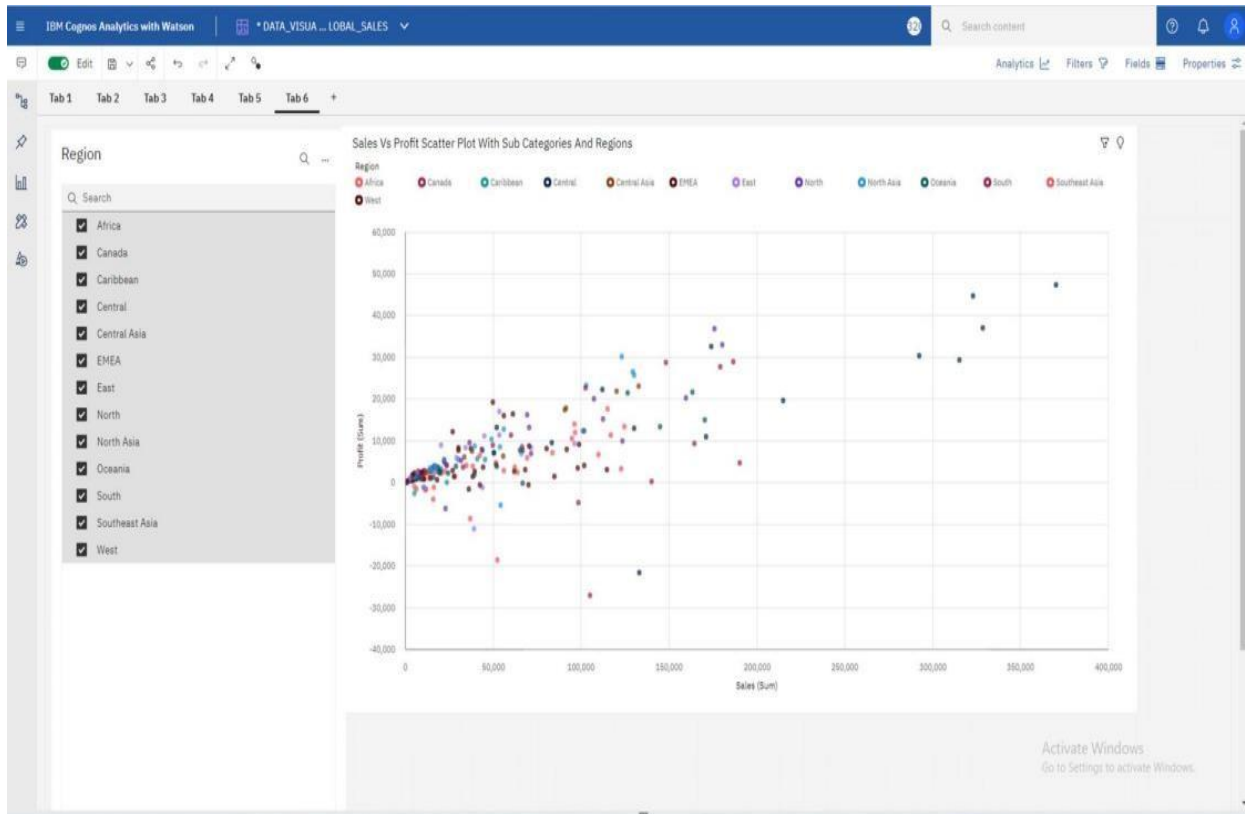 IBM Cognos Analytics with Watson
* DATA_VISUA ... LOBAL_SALES
Search content
Edit
Analytics
Filters
Fields
Properties
Tab 1 Tab 2 Tab 3 Tab 4 Tab 5 Tab 6 +
Region
Search
Africa
Canada
Caribbean
Central
Central Asia
EMEA
East
North
North Asia
Oceania
South
Southeast Asia
West
Sales Vs Profit Scatter Plot With Sub Categories And Regions
Region
Africa Canada Caribbean Central Central Asia EMEA East North North Asia Oceania South Southeast Asia
West
60,000
50,000
40,000
30,000
20,000
10,000
0
-10,000
-20,000
-30,000
-40,000
Profit (Sum)
0 50,000 100,000 150,000 200,000 250,000 300,000 350,000 400,000
Sales (Sum)
Activate Windows
Go to Settings to activate Windows.